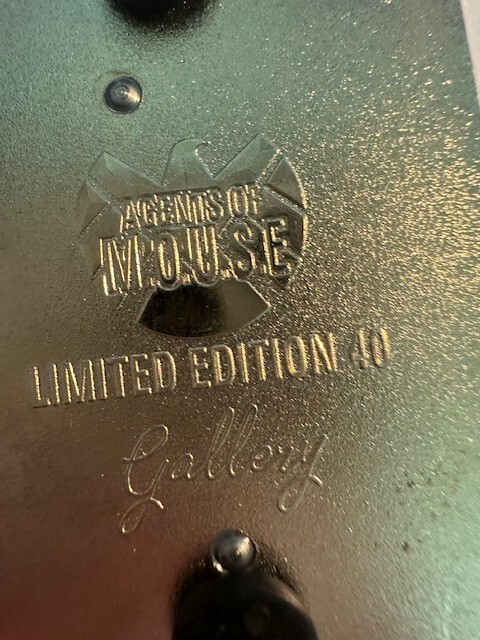 AGENTS OF
M.O.U.S.E
LIMITED EDITION 40
Gallery